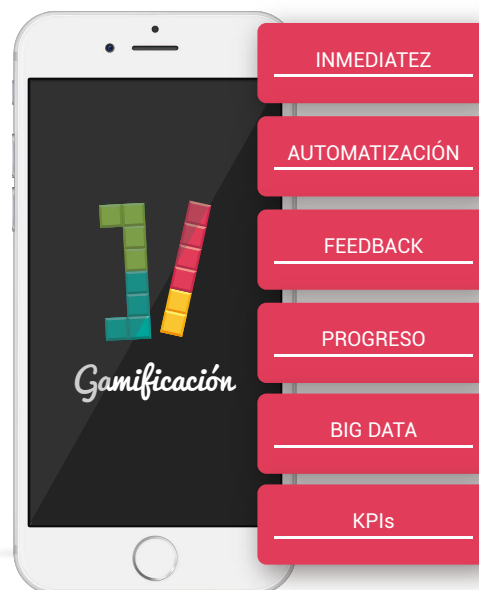 INMEDIATEZ
AUTOMATIZACIÓN
FEEDBACK
PROGRESO
BIG DATA
KPIs
Gamificación